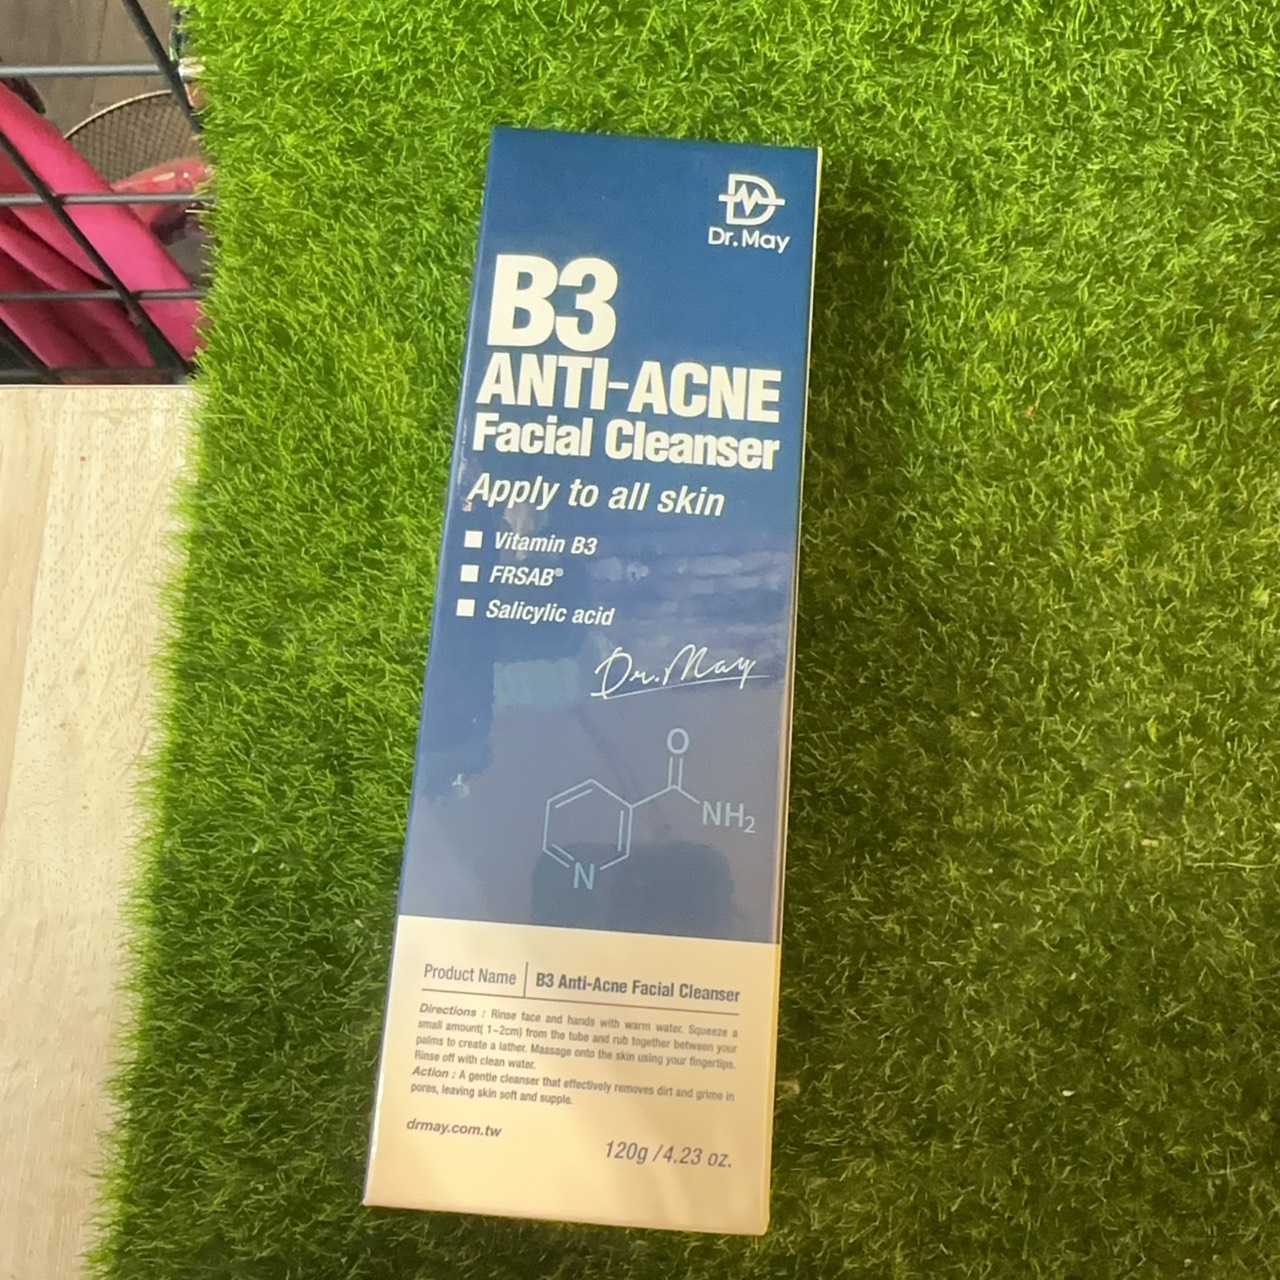 Dr. May
B3
ANTI-ACNE
Facial Cleanser
Apply to all skin
Vitamin B3
FRSAB®
Salicylic acid
Dr. May
O
NH₂
N
Product Name | B3 Anti-Acne Facial Cleanser
Directions : Rinse face and hands with warm water. Squeeze a
small amount( 1~2cm) from the tube and rub together between your
palms to create a lather. Massage onto the skin using your fingertips.
Rinse off with clean water.
Action : A gentle cleanser that effectively removes dirt and grime in
pores, leaving skin soft and supple.
drmay.com.tw
120g /4.23 oz.